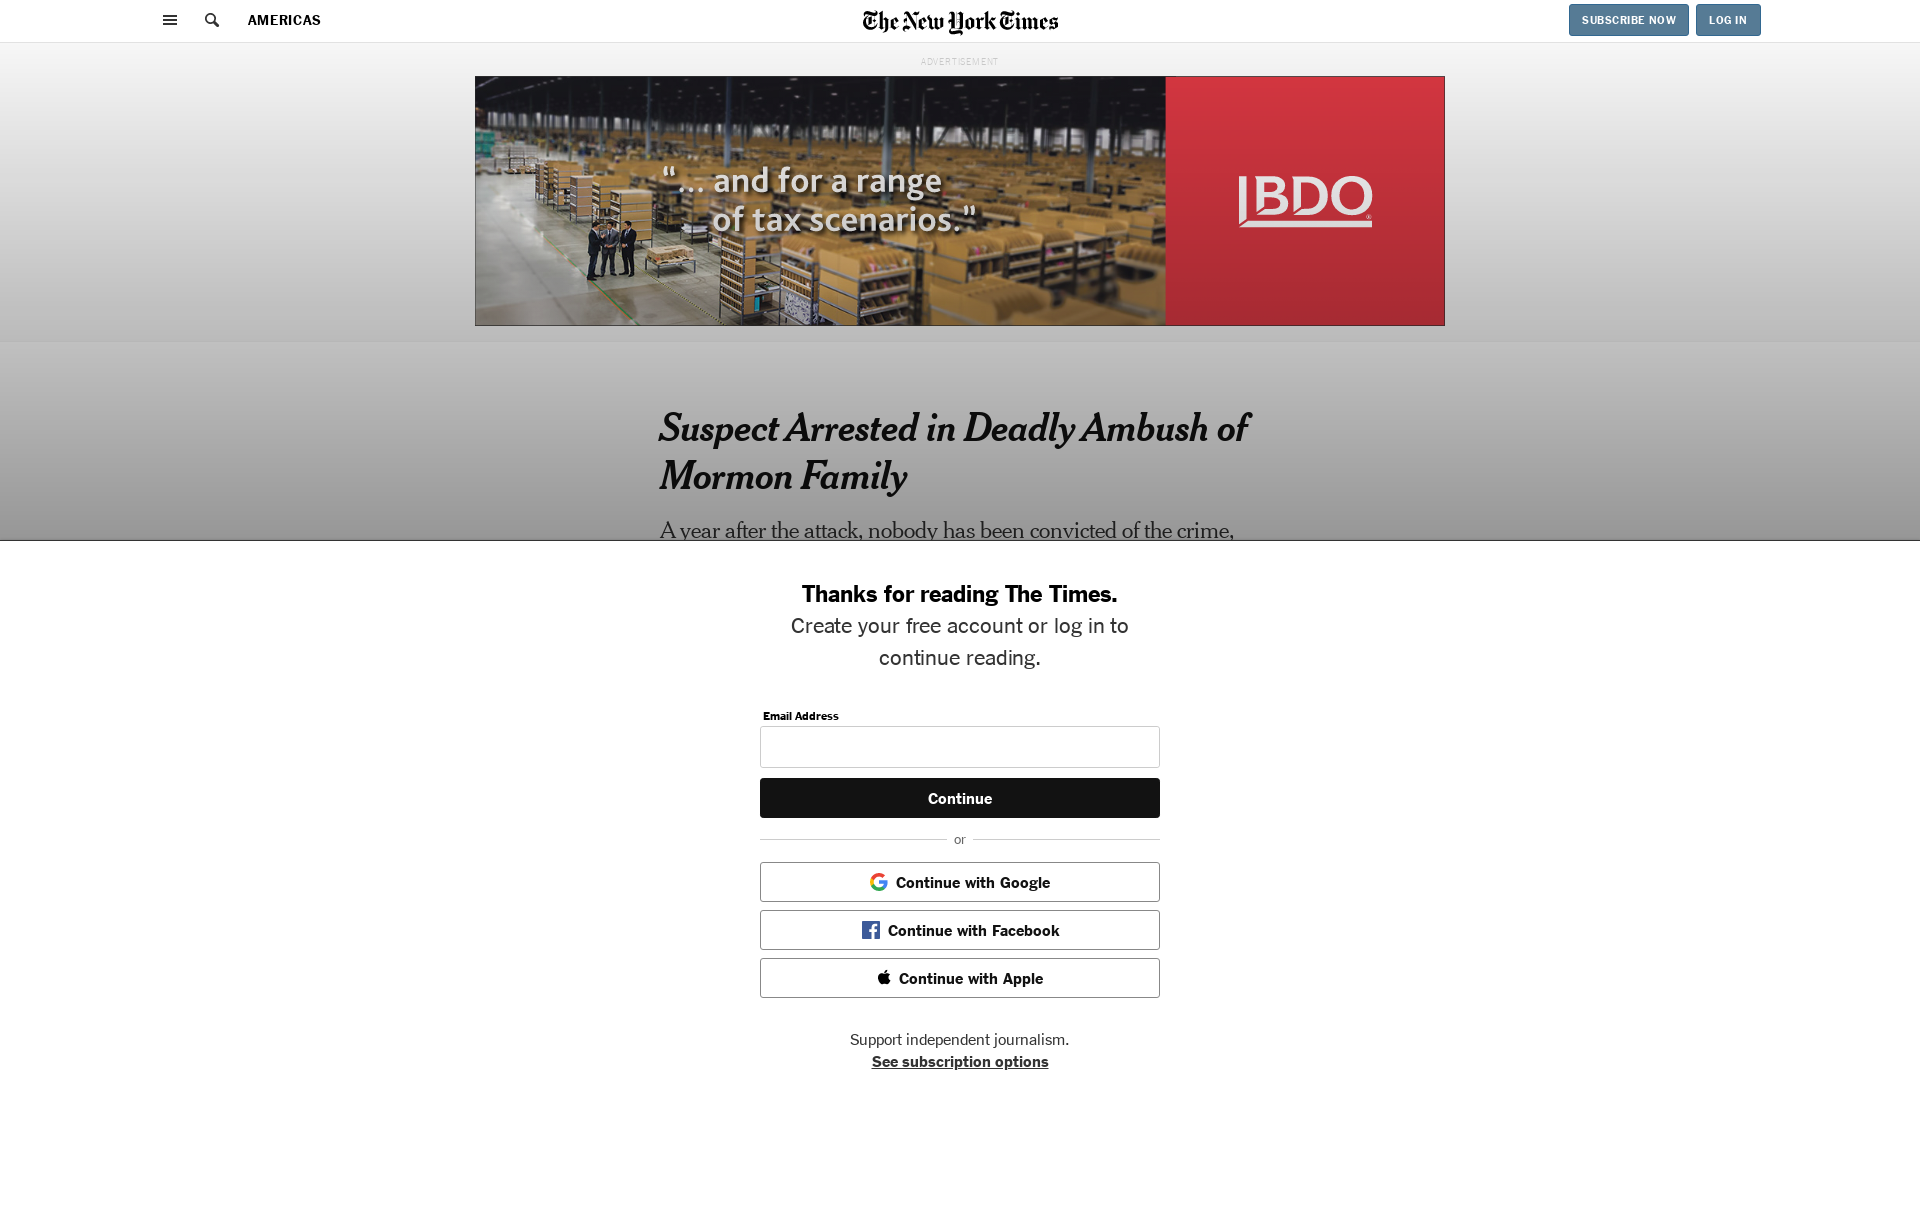 AMERICAS
The New York Times
SUBSCRIBE NOW
LOG IN
ADVERTISEMENT
“... and for a range
of tax scenarios.”
BDO
Suspect Arrested in Deadly Ambush of
Mormon Family
A year after the attack, nobody has been convicted of the crime,
Thanks for reading The Times.
Create your free account or log in to
continue reading.
Email Address
Continue
or
Continue with Google
Continue with Facebook
Continue with Apple
Support independent journalism.
See subscription options